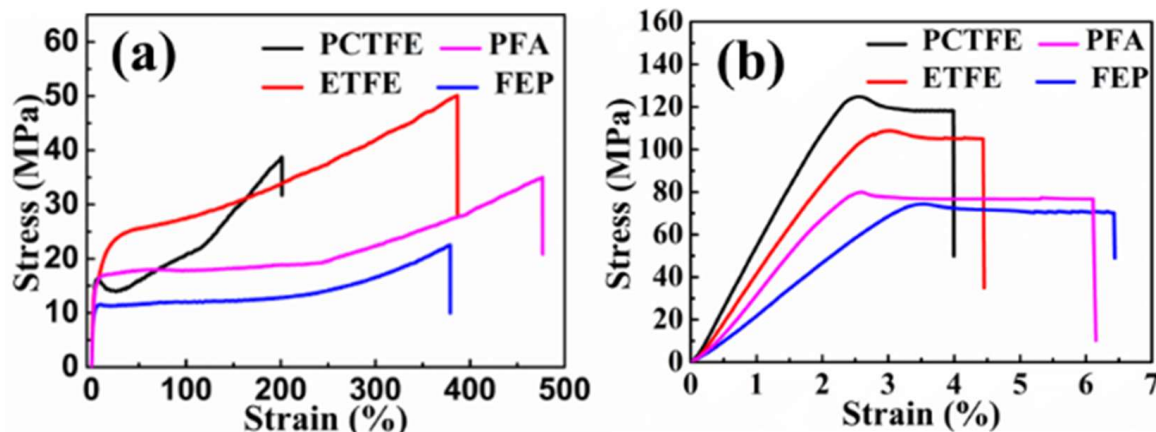 (a)
PCTFE PFA
ETFE FEP
Stress (MPa)
60
50
40
30
20
10
0
0 100 200 300 400 500
Strain (%)
(b)
PCTFE PFA
ETFE FEP
Stress (MPa)
160
140
120
100
80
60
40
20
0
0 1 2 3 4 5 6 7
Strain (%)